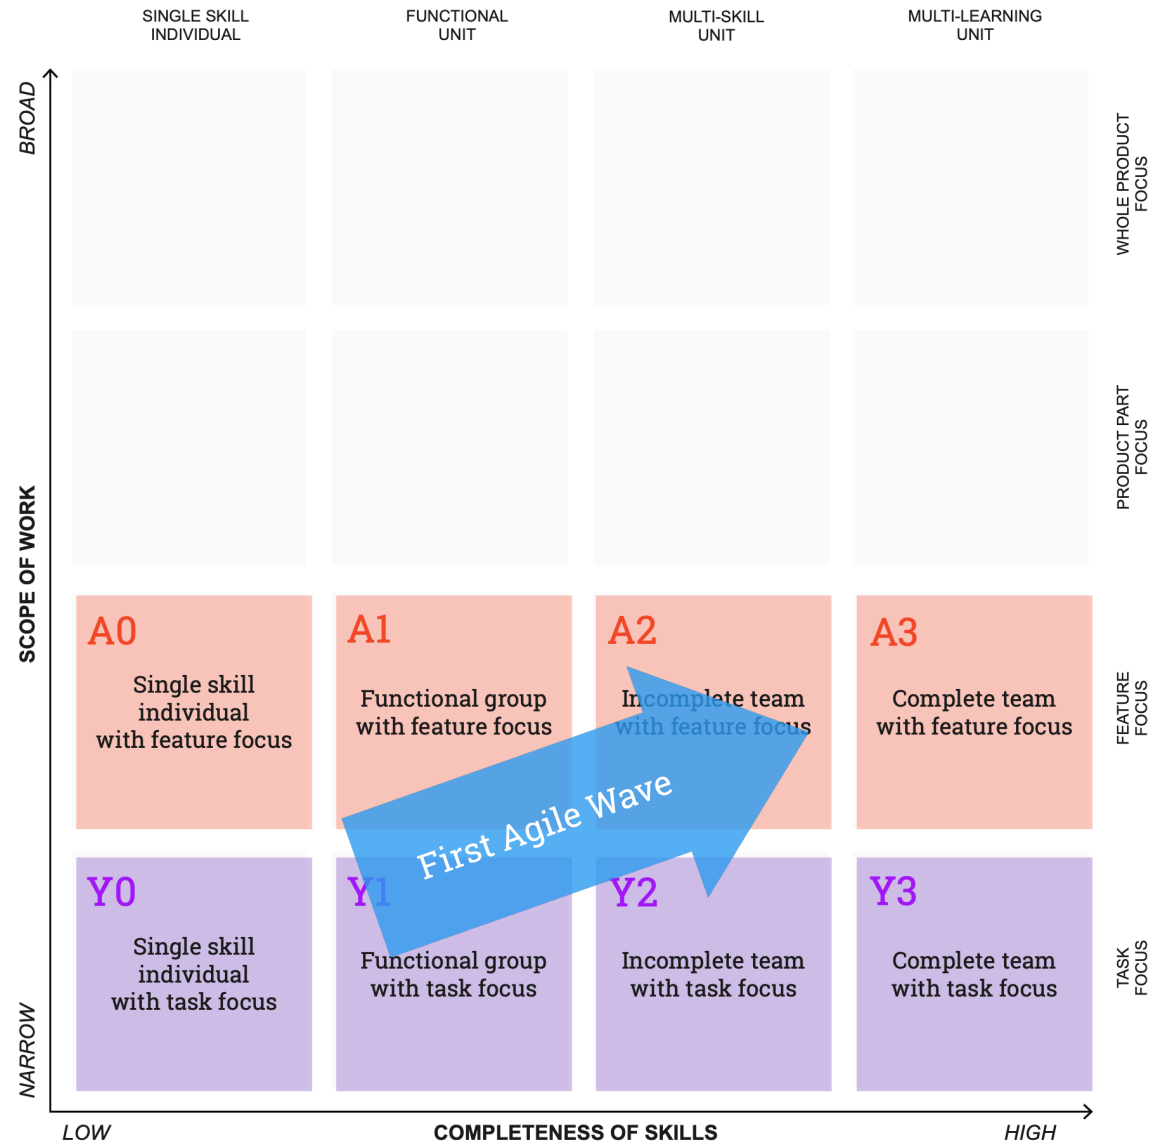 SINGLE SKILL
INDIVIDUAL
FUNCTIONAL
UNIT
MULTI-SKILL
UNIT
MULTI-LEARNING
UNIT
BROAD
WHOLE PRODUCT
FOCUS
PRODUCT PART
FOCUS
SCOPE OF WORK
A0
Single skill
individual
with feature focus
A1
Functional group
with feature focus
A2
Incomplete team
with feature focus
A3
Complete team
with feature focus
FEATURE
FOCUS
First Agile Wave
Y0
Single skill
individual
with task focus
Y1
Functional group
with task focus
Y2
Incomplete team
with task focus
Y3
Complete team
with task focus
TASK
FOCUS
NARROW
LOW
COMPLETENESS OF SKILLS
HIGH